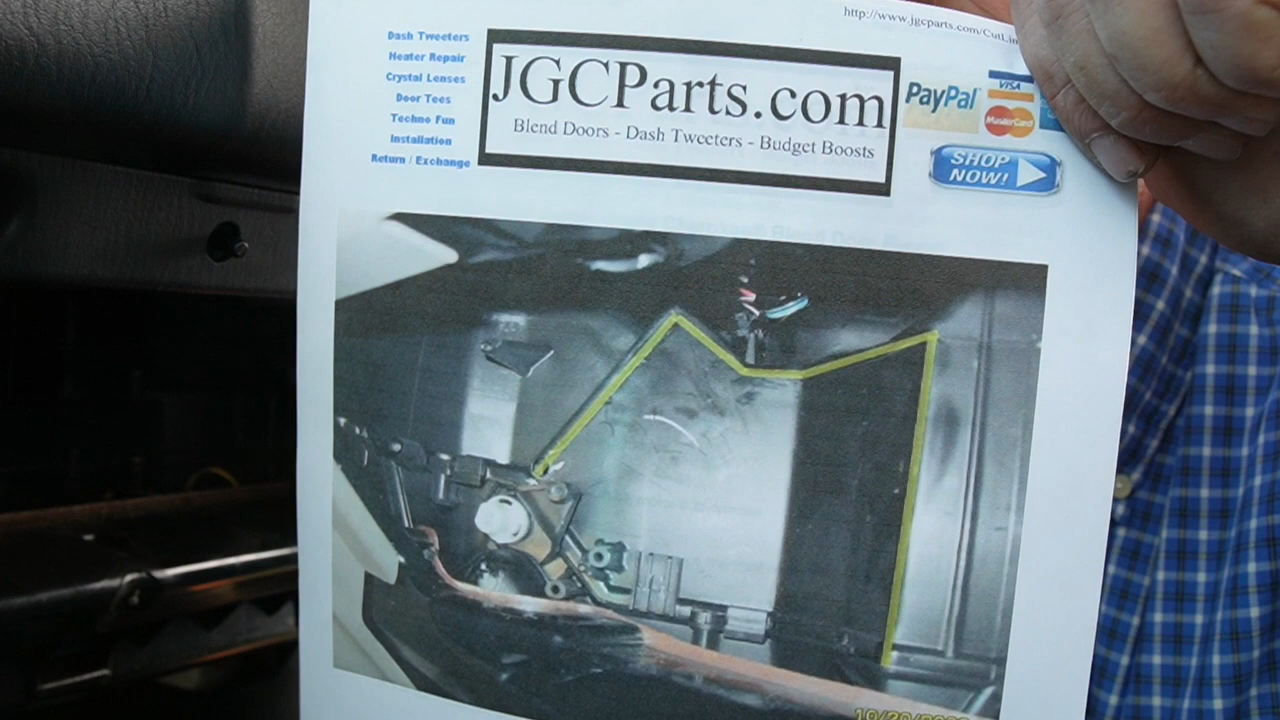 http://www.jgcparts.com/CutLin
Dash Tweeters
Heater Repair
Crystal Lenses
Door Tees
Techno Fun
Installation
Return / Exchange
JGCParts.com
Blend Doors - Dash Tweeters - Budget Boosts
PayPal
VISA
MasterCard
SHOP
NOW!